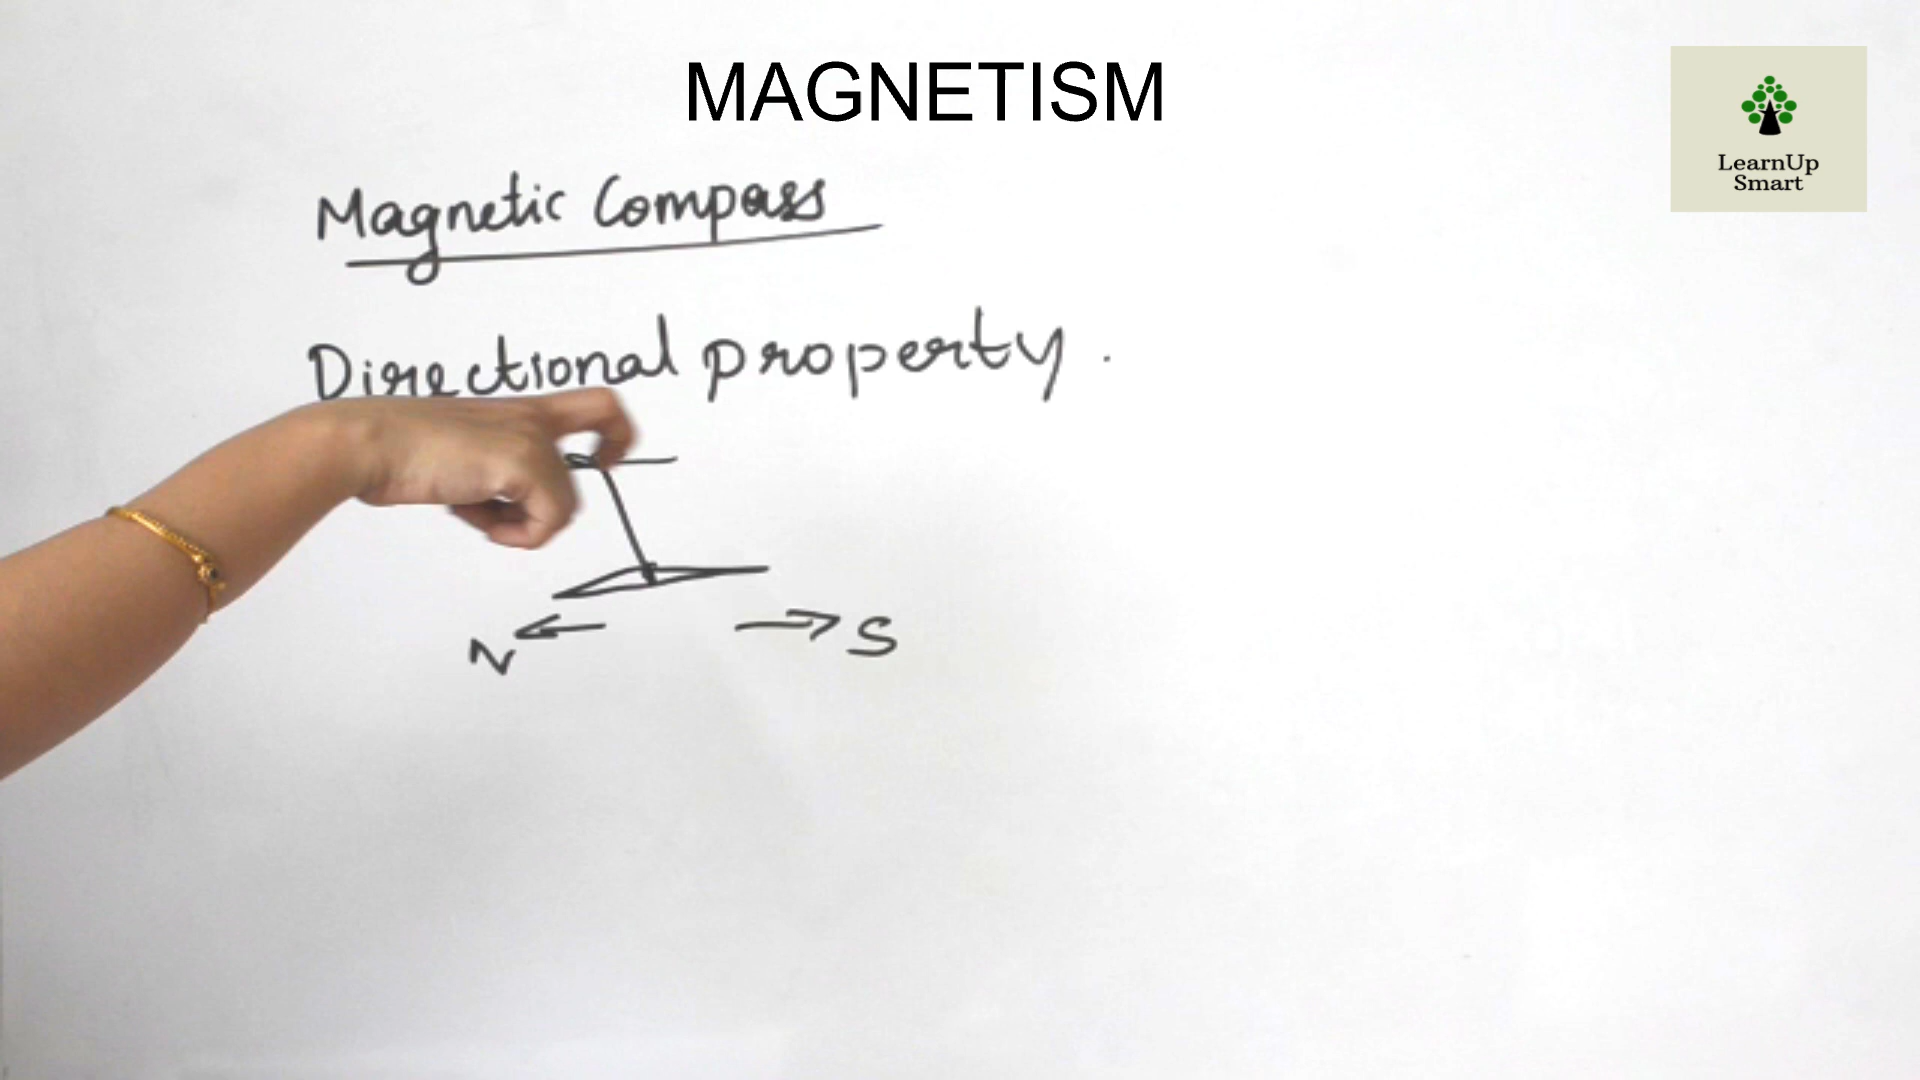 MAGNETISM
LearnUp
Smart
Magnetic Compass
Directional property.
N
S